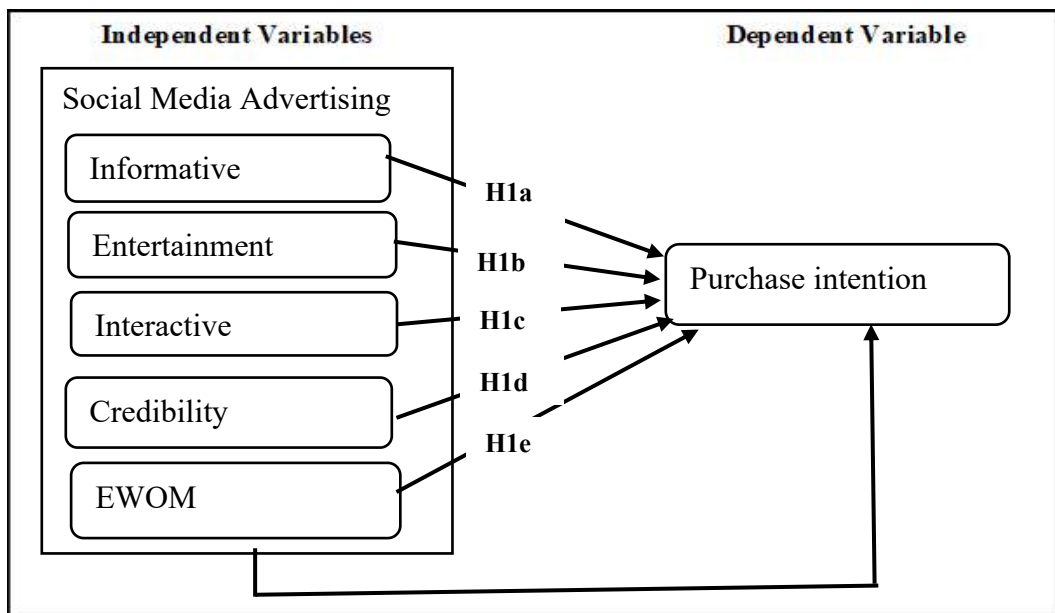 Independent Variables
Dependent Variable
Social Media Advertising
Informative
Entertainment
Interactive
Credibility
EWOM
H1a
H1b
H1c
H1d
H1e
Purchase intention